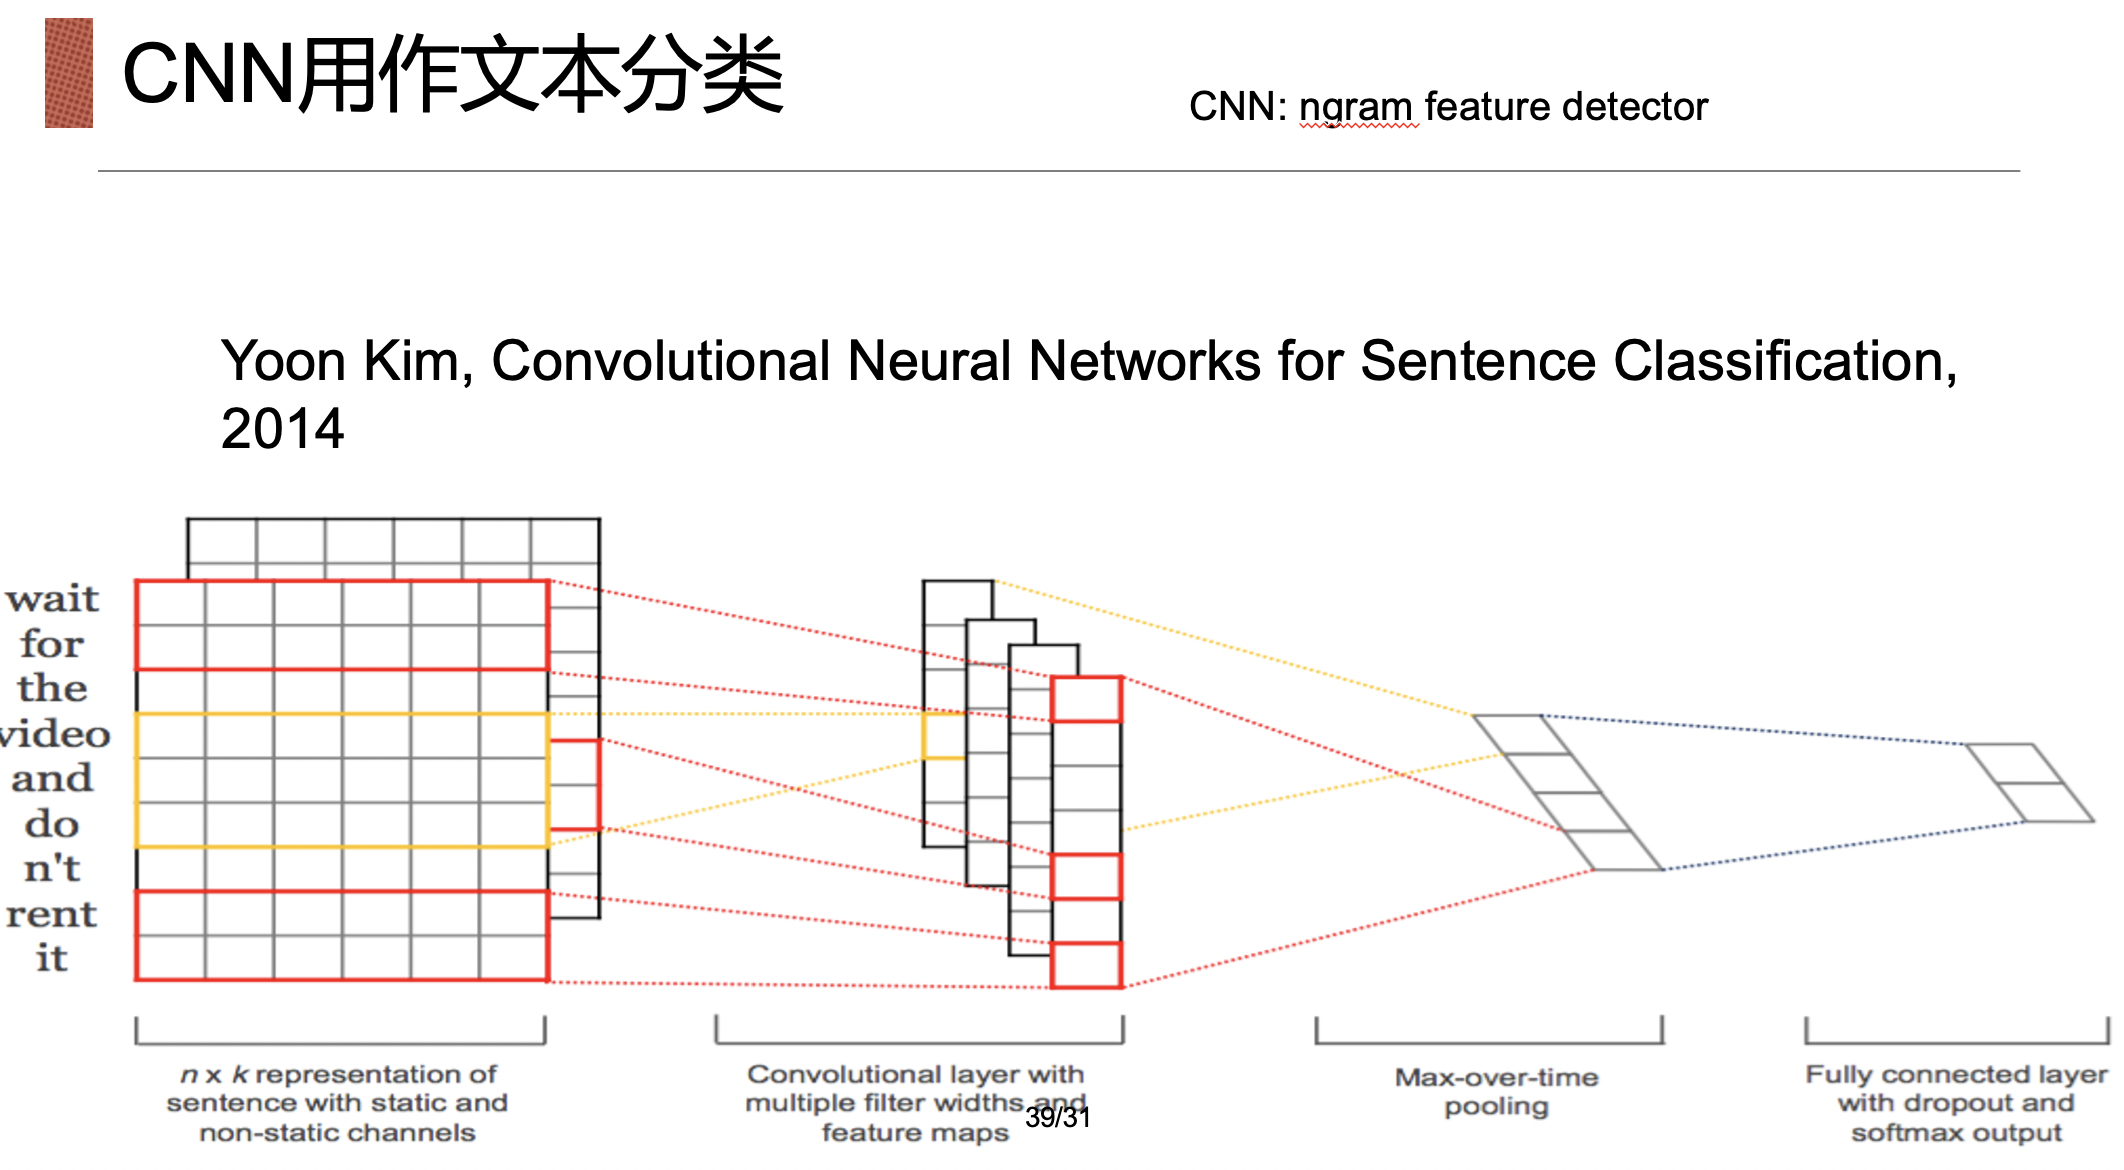 CNN用作文本分类
CNN: ngram feature detector
Yoon Kim, Convolutional Neural Networks for Sentence Classification,
2014
wait
for
the
video
and
do
n't
rent
it
n x k representation of
sentence with static and
non-static channels
Convolutional layer with
multiple filter widths and
feature maps
39/31
Max-over-time
pooling
Fully connected layer
with dropout and
softmax output